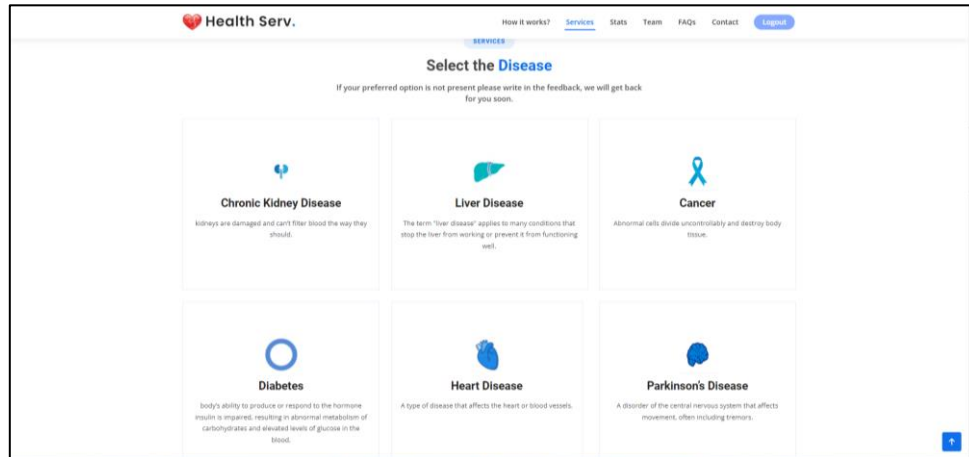 Health Serv.
How it works? Services Stats Team FAQs Contact Logout
SERVICES
Select the Disease
If your preferred option is not present please write in the feedback, we will get back
for you soon.
Chronic Kidney Disease
kidneys are damaged and can't filter blood the way they
should.
Liver Disease
The term "liver disease" applies to many conditions that
stop the liver from working or prevent it from functioning
well.
Cancer
Abnormal cells divide uncontrollably and destroy body
tissue.
Diabetes
body's ability to produce or respond to the hormone
insulin is impaired, resulting in abnormal metabolism of
carbohydrates and elevated levels of glucose in the
blood.
Heart Disease
A type of disease that affects the heart or blood vessels.
Parkinson's Disease
A disorder of the central nervous system that affects
movement, often including tremors.